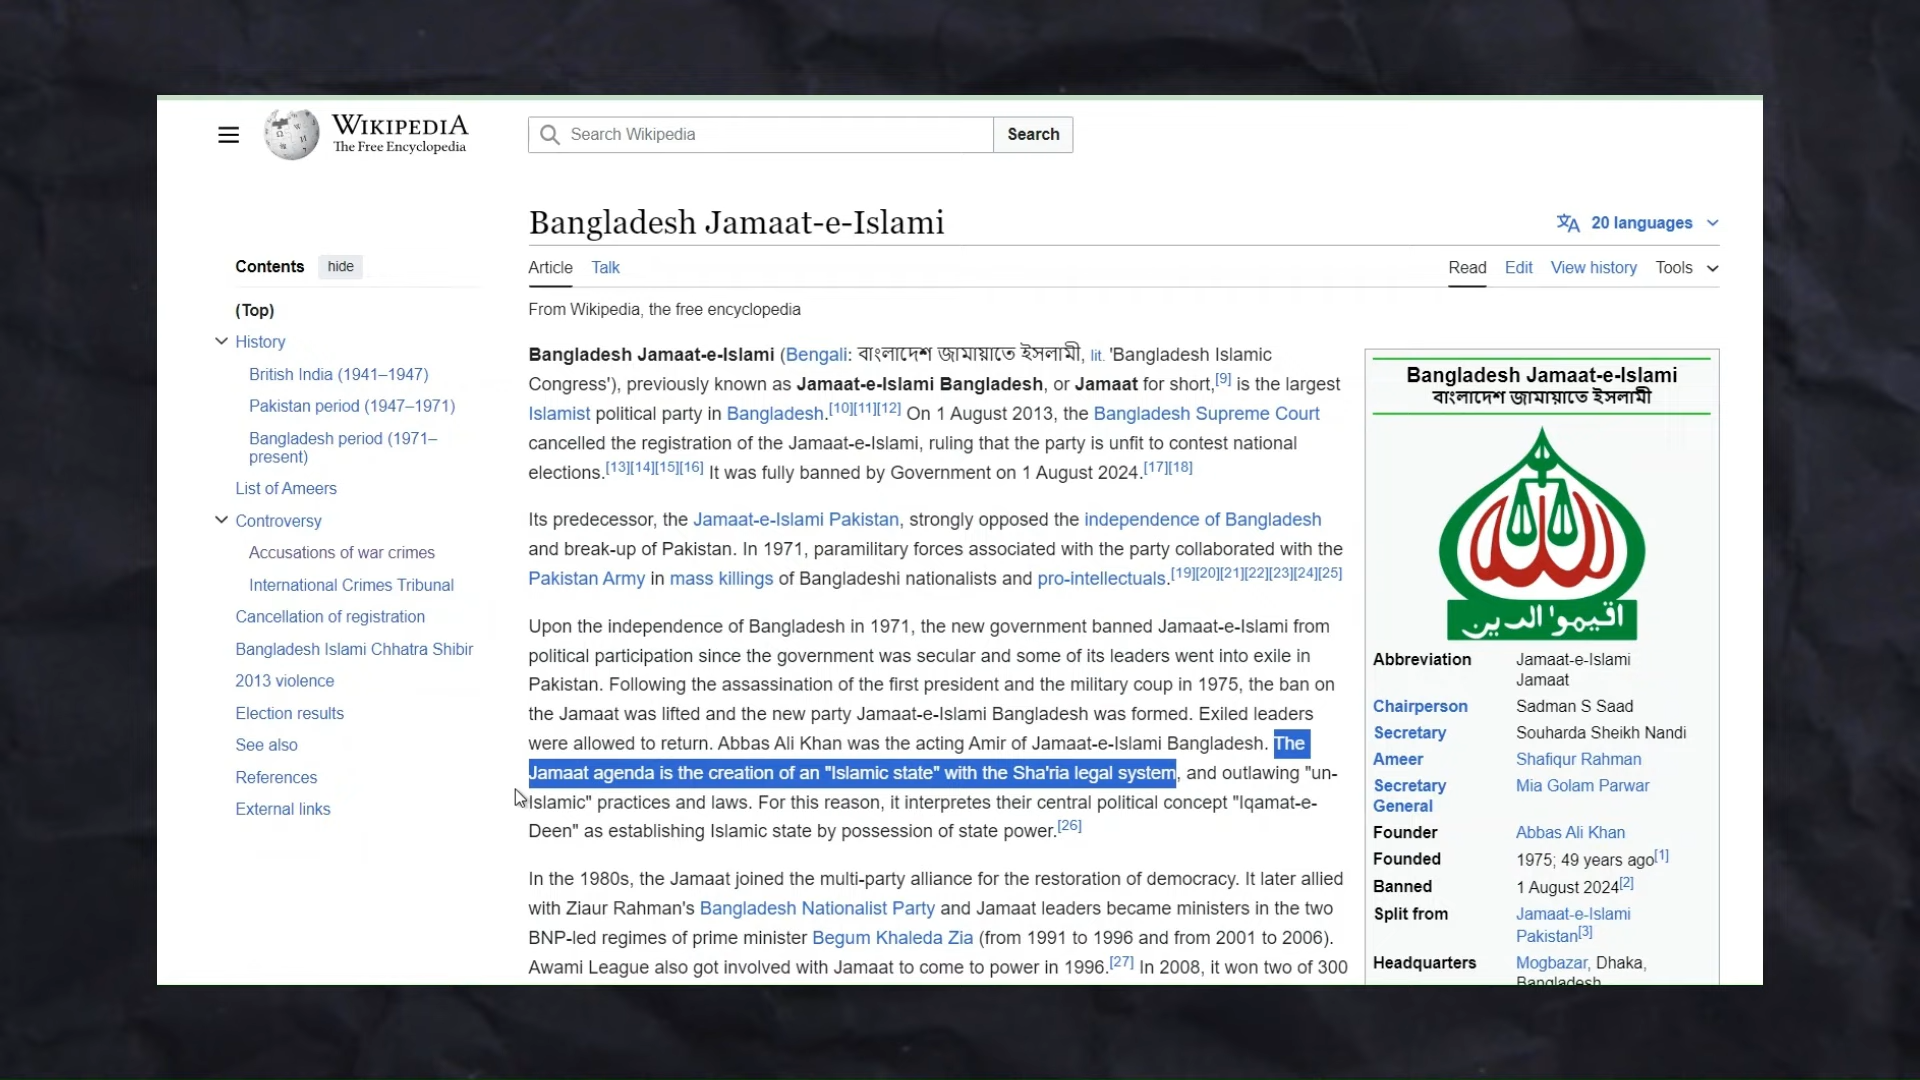 WIKIPEDIA
The Free Encyclopedia
Search Wikipedia
Search
Bangladesh Jamaat-e-Islami
20 languages
Contents hide
Article Talk
Read Edit View history Tools
(Top)
History
British India (1941–1947)
Pakistan period (1947–1971)
Bangladesh period (1971–
present)
List of Ameers
Controversy
Accusations of war crimes
International Crimes Tribunal
Cancellation of registration
Bangladesh Islami Chhatra Shibir
2013 violence
Election results
See also
References
External links
From Wikipedia, the free encyclopedia
Bangladesh Jamaat-e-Islami (Bengali: বাংলাদেশ জামায়াতে ইসলামী, lit. 'Bangladesh Islamic
Congress'), previously known as Jamaat-e-Islami Bangladesh, or Jamaat for short,[9] is the largest
Islamist political party in Bangladesh.[10][11][12] On 1 August 2013, the Bangladesh Supreme Court
cancelled the registration of the Jamaat-e-Islami, ruling that the party is unfit to contest national
elections.[13][14][15][16] It was fully banned by Government on 1 August 2024.[17][18]
Its predecessor, the Jamaat-e-Islami Pakistan, strongly opposed the independence of Bangladesh
and break-up of Pakistan. In 1971, paramilitary forces associated with the party collaborated with the
Pakistan Army in mass killings of Bangladeshi nationalists and pro-intellectuals.[19][20][21][22][23][24][25]
Upon the independence of Bangladesh in 1971, the new government banned Jamaat-e-Islami from
political participation since the government was secular and some of its leaders went into exile in
Pakistan. Following the assassination of the first president and the military coup in 1975, the ban on
the Jamaat was lifted and the new party Jamaat-e-Islami Bangladesh was formed. Exiled leaders
were allowed to return. Abbas Ali Khan was the acting Amir of Jamaat-e-Islami Bangladesh. The
Jamaat agenda is the creation of an "Islamic state" with the Sha'ria legal system, and outlawing "un-
Islamic" practices and laws. For this reason, it interprets their central political concept "Iqamat-e-
Deen" as establishing Islamic state by possession of state power.[26]
In the 1980s, the Jamaat joined the multi-party alliance for the restoration of democracy. It later allied
with Ziaur Rahman's Bangladesh Nationalist Party and Jamaat leaders became ministers in the two
BNP-led regimes of prime minister Begum Khaleda Zia (from 1991 to 1996 and from 2001 to 2006).
Awami League also got involved with Jamaat to come to power in 1996.[27] In 2008, it won two of 300
Bangladesh Jamaat-e-Islami
বাংলাদেশ জামায়াতে ইসলামী
الله
اقيموا الدين
Abbreviation Jamaat-e-Islami
Jamaat
Chairperson Sadman S Saad
Secretary Souharda Sheikh Nandi
Ameer Shafiqur Rahman
Secretary Mia Golam Parwar
General
Founder Abbas Ali Khan
Founded 1975; 49 years ago[1]
Banned 1 August 2024[2]
Split from Jamaat-e-Islami
Pakistan[3]
Headquarters Mogbazar, Dhaka,
Bangladesh